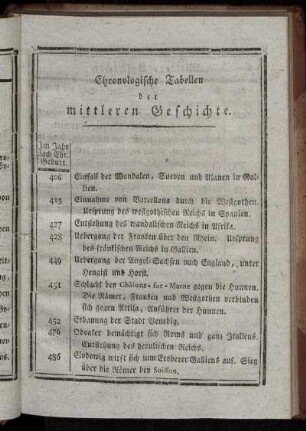 Chronologische Tabellen
der
mittleren Geschichte.
Im Jahr
nach Chr.
Geburt.
406 Einfall der Wandalen, Sueven und Alanen in Gal-
lien.
415 Einnahme von Barcellona durch die Westgothen.
Ursprung des westgothischen Reichs in Spanien.
427 Entstehung des wandalischen Reichs in Afrika.
428 Uebergang der Franken über den Rhein. Ursprung
des fränkischen Reichs in Gallien.
449 Uebergang der Angel-Sachsen nach England, unter
Hengist und Horst.
451 Schlacht bey Châlons-sur-Marne gegen die Hunnen.
Die Römer, Franken und Westgothen verbinden
sich gegen Attila, Anführer der Hunnen.
452 Erbauung der Stadt Venedig.
476 Odoaker bemächtigt sich Roms und ganz Italiens.
Entstehung des herulischen Reichs.
486 Clodowig wirft sich zum Eroberer Galliens auf. Sieg
über die Römer bey Soissons.